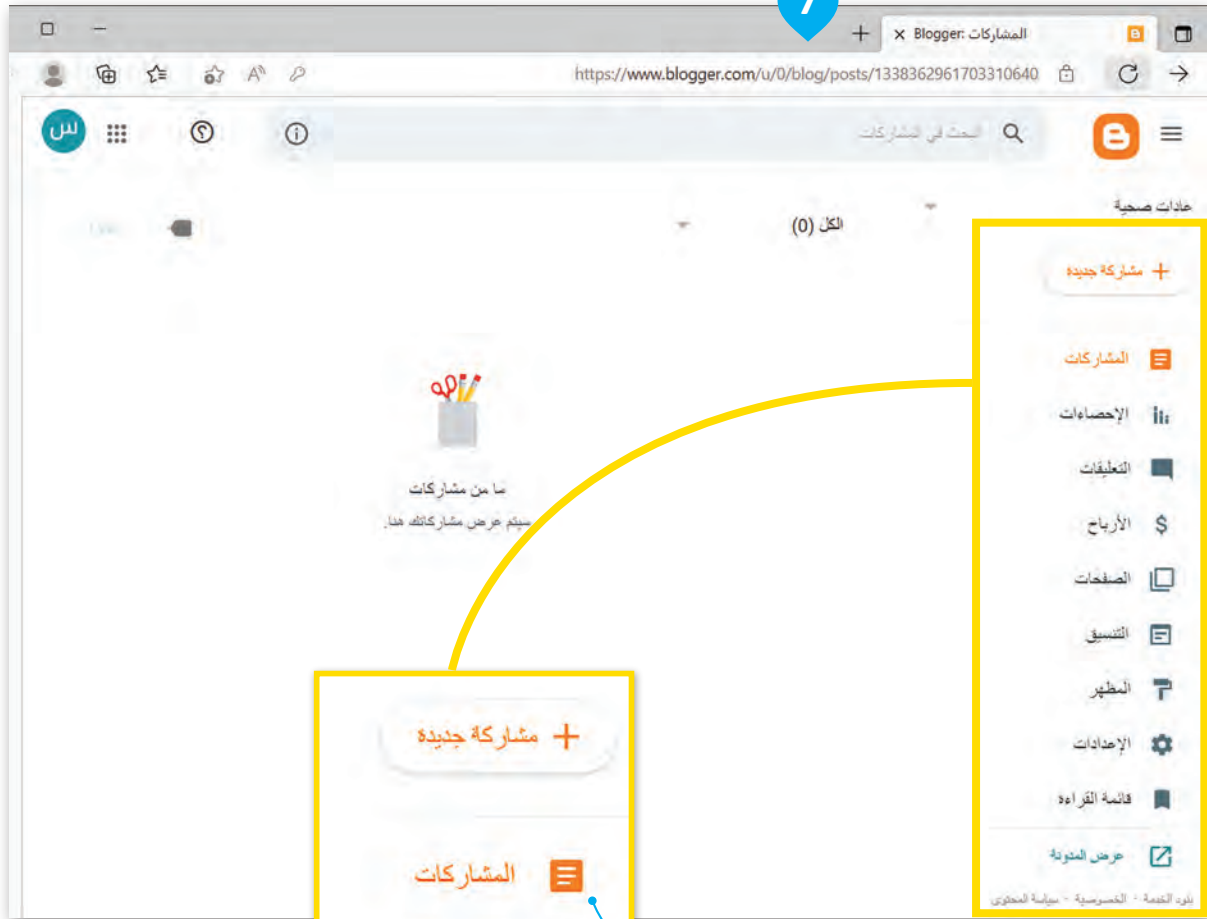 7
المشاركات :Blogger
https://www.blogger.com/u/0/blog/posts/1338362961703310640
البحث في المشاركات
س
عادات صحية
الكل (0)
مشاركة جديدة
المشاركات
الإحصاءات
التعليقات
الأرباح
الصفحات
التنسيق
المظهر
الإعدادات
قائمة القراءة
عرض المدونة
بنود الخدمة - الخصوصية - سياسة المحتوى
ما من مشاركات
سيتم عرض مشاركاتك هنا.
مشاركة جديدة
المشاركات